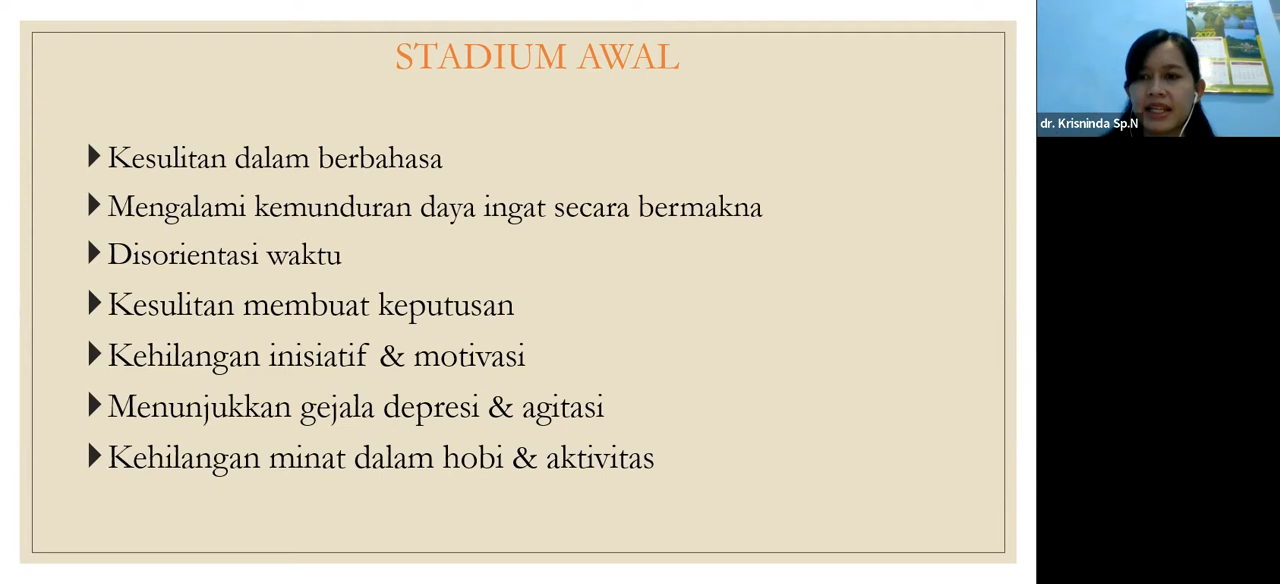 STADIUM AWAL
Kesulitan dalam berbahasa
Mengalami kemunduran daya ingat secara bermakna
Disorientasi waktu
Kesulitan membuat keputusan
Kehilangan inisiatif & motivasi
Menunjukkan gejala depresi & agitasi
Kehilangan minat dalam hobi & aktivitas
2022
dr. Krisninda Sp.N